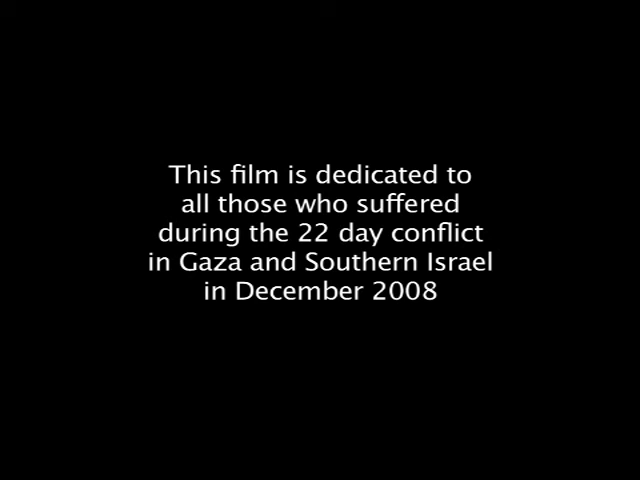 This film is dedicated to
all those who suffered
during the 22 day conflict
in Gaza and Southern Israel
in December 2008